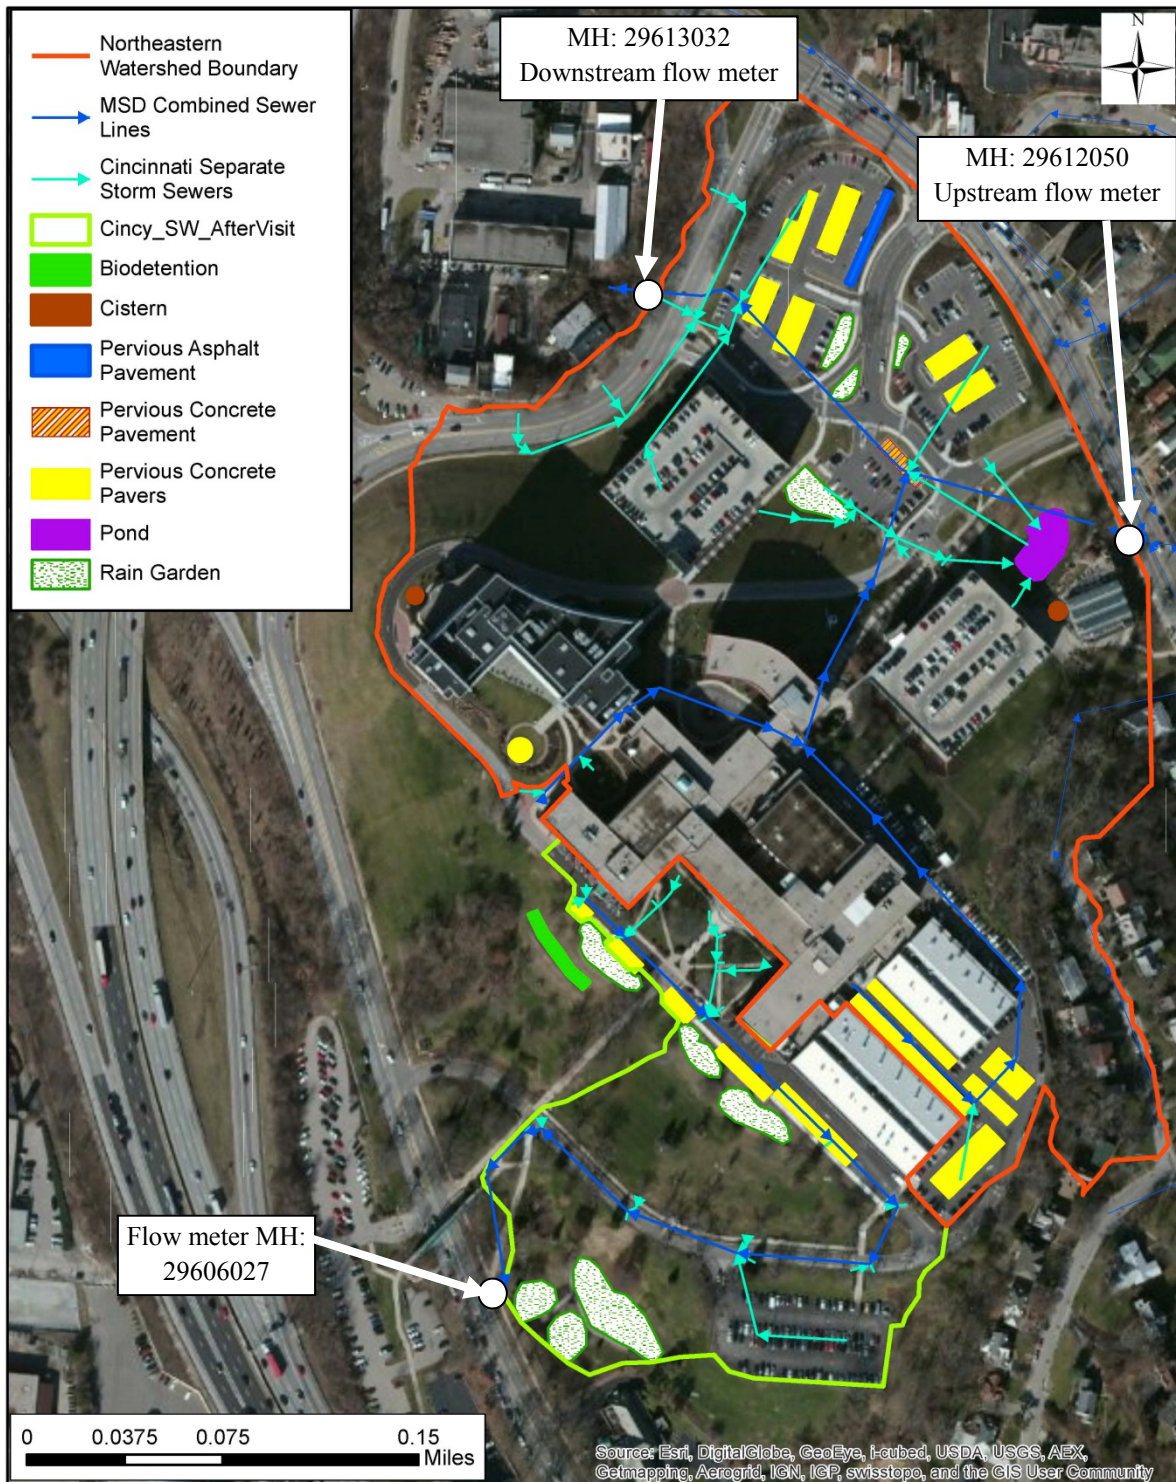 MH: 29613032
Downstream flow meter
N
MH: 29612050
Upstream flow meter
Northeastern
Watershed Boundary
MSD Combined Sewer
Lines
Cincinnati Separate
Storm Sewers
Cincy_SW_AfterVisit
Biodetention
Cistern
Pervious Asphalt
Pavement
Pervious Concrete
Pavement
Pervious Concrete
Pavers
Pond
Rain Garden
Flow meter MH:
29606027
0 0.0375 0.075 0.15
Miles
Source: Esri, DigitalGlobe, GeoEye, i-cubed, USDA, USGS, AEX,
Getmapping, Aerogrid, IGN, IGP, swisstopo, and the GIS User Community